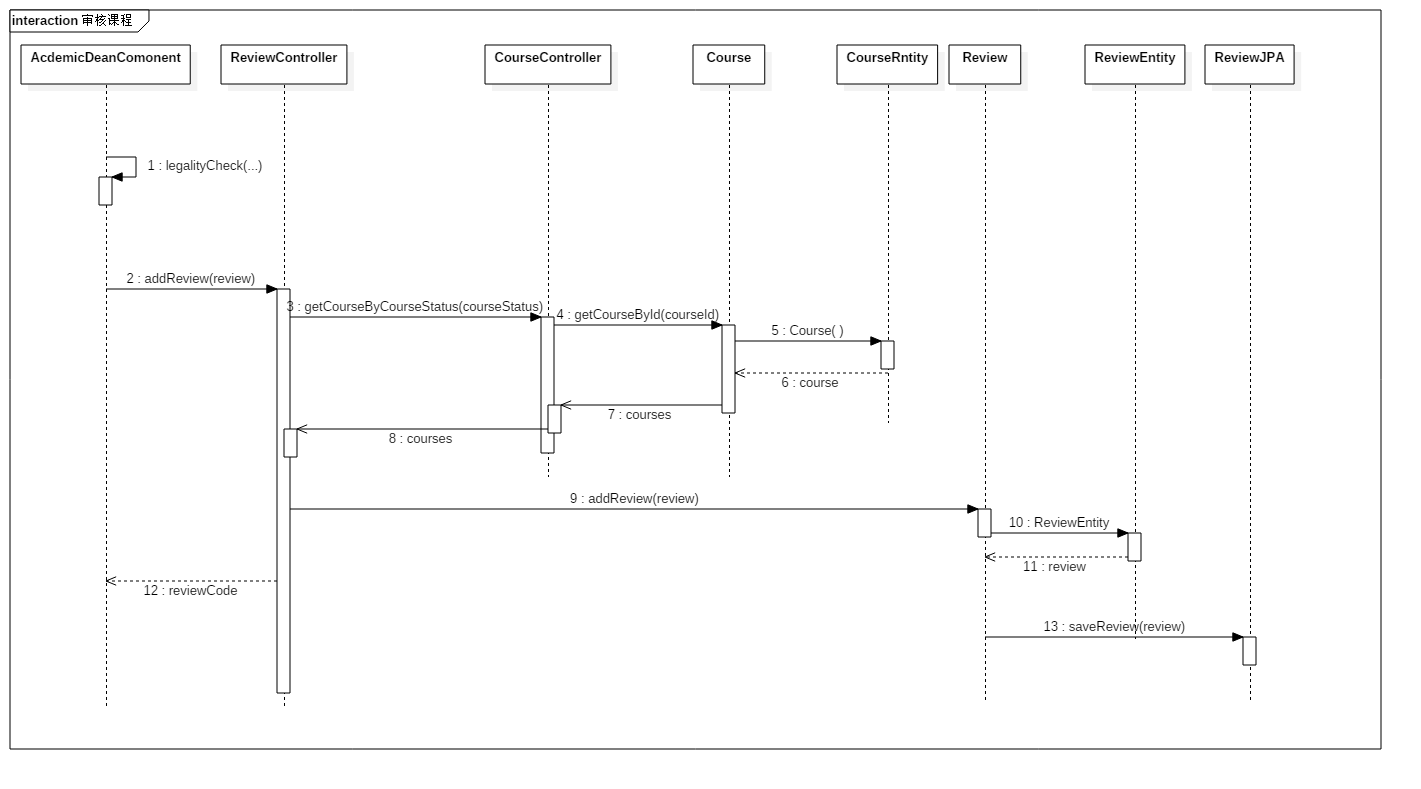 interaction 审核课程
AcdemicDeanComonent
ReviewController
CourseController
Course
CourseRntity
Review
ReviewEntity
ReviewJPA
1 : legalityCheck(...)
2 : addReview(review)
3 : getCourseByCourseStatus(courseStatus)
4 : getCourseById(courseId)
5 : Course( )
6 : course
7 : courses
8 : courses
9 : addReview(review)
10 : ReviewEntity
11 : review
12 : reviewCode
13 : saveReview(review)